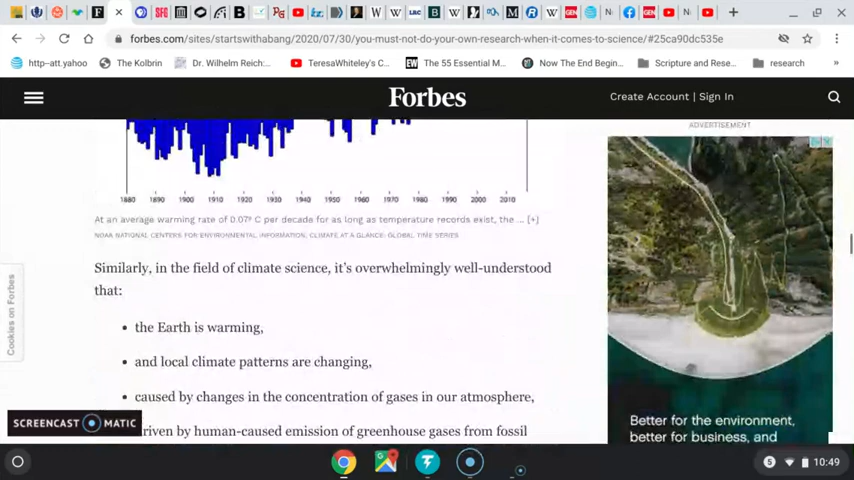 forbes.com/sites/startswithabang/2020/07/30/you-must-not-do-your-own-research-when-it-comes-to-science/#25ca90dc535e
http--att.yahoo The Kolbrin Dr. Wilhelm Reich:... TeresaWhiteley's C... The 55 Essential M... Now The End Begin... Scripture and Rese... research
Forbes
Create Account | Sign In
ADVERTISEMENT
1880 1890 1900 1910 1920 1930 1940 1950 1960 1970 1980 1990 2000 2010
At an average warming rate of 0.07º C per decade for as long as temperature records exist, the ... [+]
NOAA NATIONAL CENTERS FOR ENVIRONMENTAL INFORMATION, CLIMATE AT A GLANCE: GLOBAL TIME SERIES
Similarly, in the field of climate science, it's overwhelmingly well-understood
that:
• the Earth is warming,
• and local climate patterns are changing,
• caused by changes in the concentration of gases in our atmosphere,
driven by human-caused emission of greenhouse gases from fossil
Cookies on Forbes
Better for the environment,
better for business, and
SCREENCAST MATIC
5 10:49